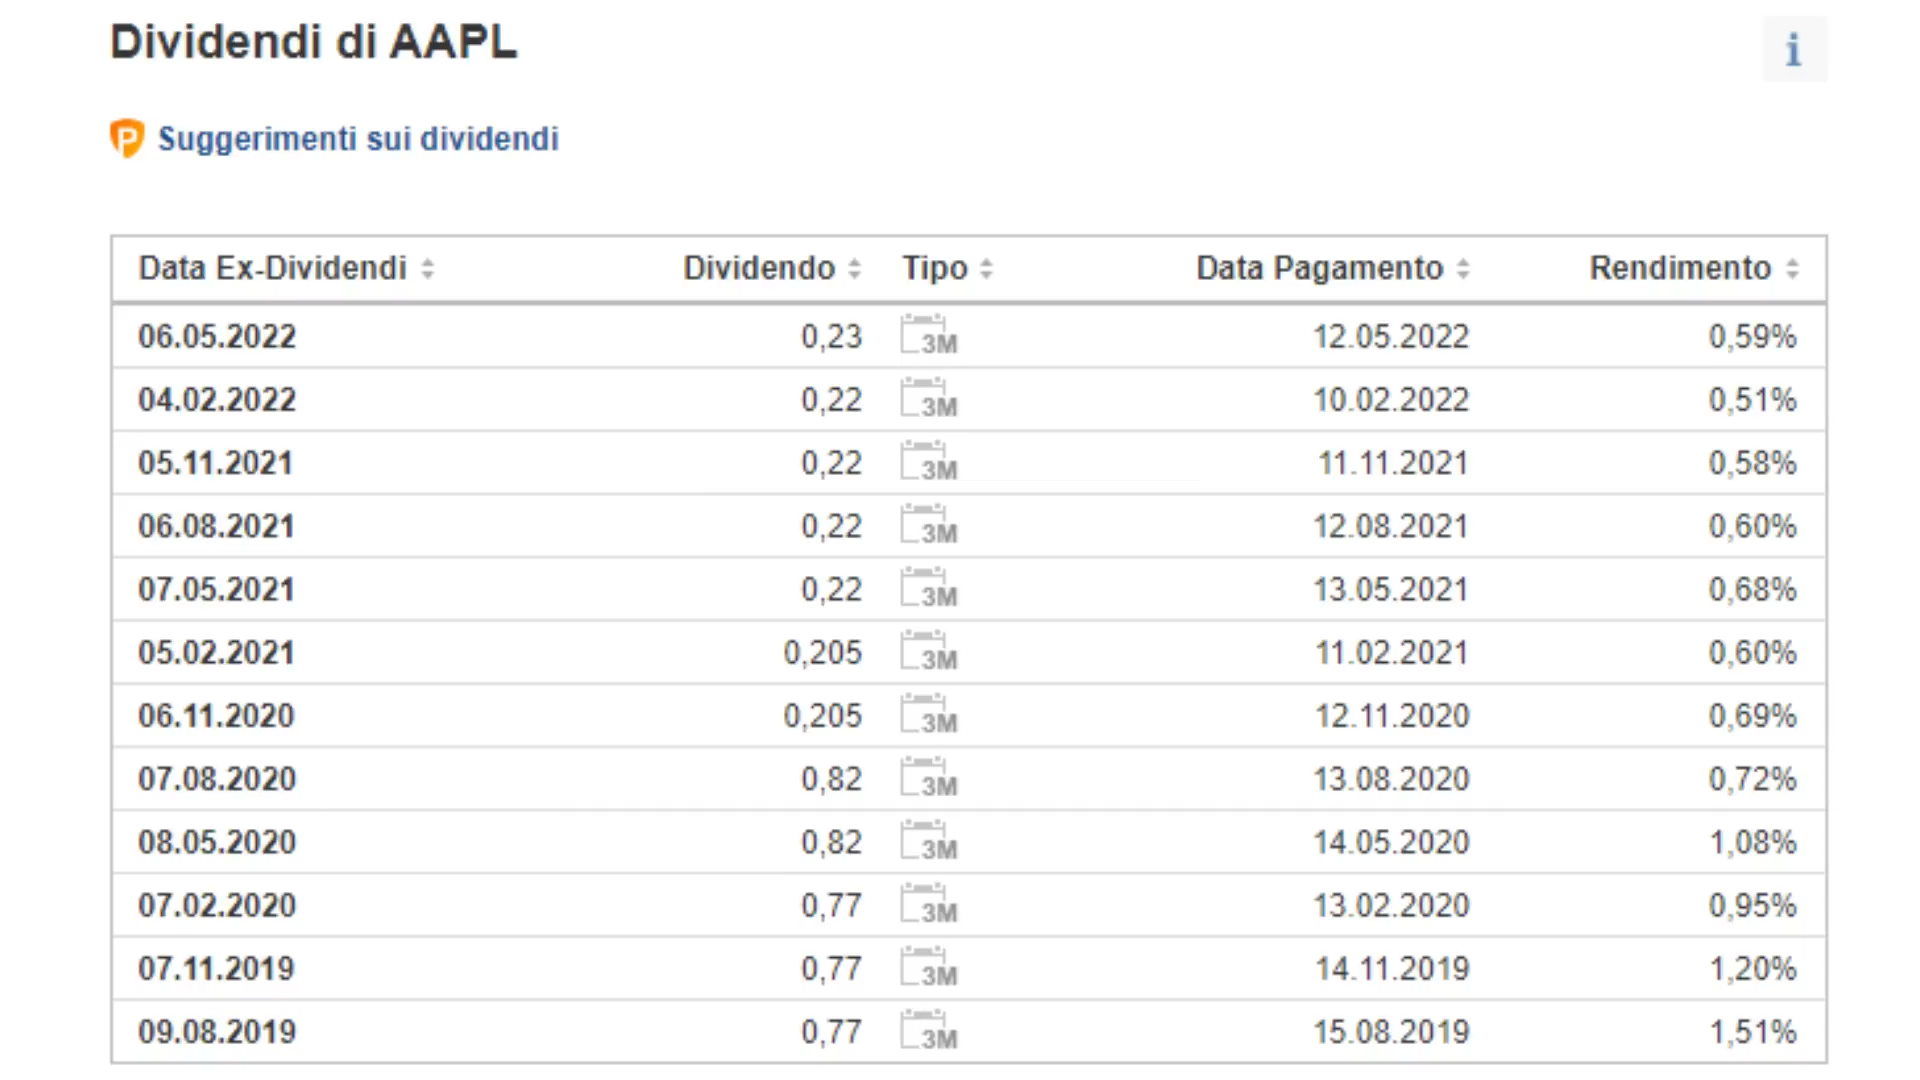 Dividendi di AAPL
i
P Suggerimenti sui dividendi
Data Ex-Dividendi Dividendo Tipo Data Pagamento Rendimento
06.05.2022 0,23 3M 12.05.2022 0,59%
04.02.2022 0,22 3M 10.02.2022 0,51%
05.11.2021 0,22 3M 11.11.2021 0,58%
06.08.2021 0,22 3M 12.08.2021 0,60%
07.05.2021 0,22 3M 13.05.2021 0,68%
05.02.2021 0,205 3M 11.02.2021 0,60%
06.11.2020 0,205 3M 12.11.2020 0,69%
07.08.2020 0,82 3M 13.08.2020 0,72%
08.05.2020 0,82 3M 14.05.2020 1,08%
07.02.2020 0,77 3M 13.02.2020 0,95%
07.11.2019 0,77 3M 14.11.2019 1,20%
09.08.2019 0,77 3M 15.08.2019 1,51%